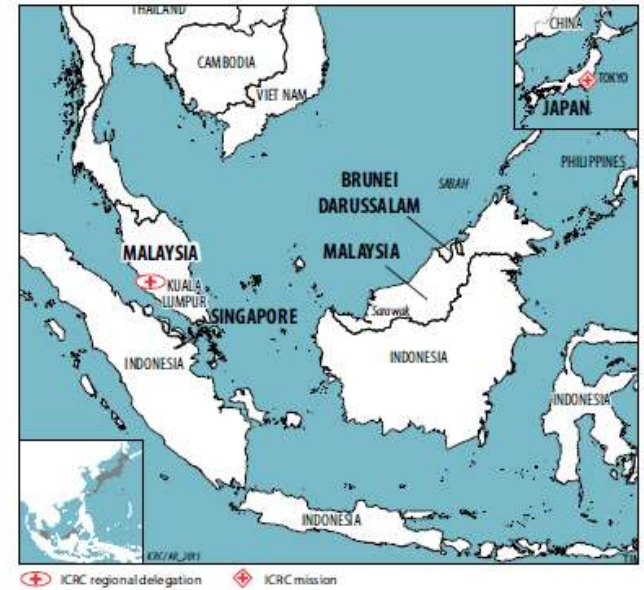 THAILAND
CHINA
CAMBODIA
VIET NAM
TOKYO
JAPAN
PHILIPPINES
BRUNEI
DARUSSALAM
SABAH
MALAYSIA
MALAYSIA
KUALA
LUMPUR
SINGAPORE
Sarawak
INDONESIA
INDONESIA
INDONESIA
INDONESIA
ICRC/AR_2013
ICRC regional delegation
ICRC mission